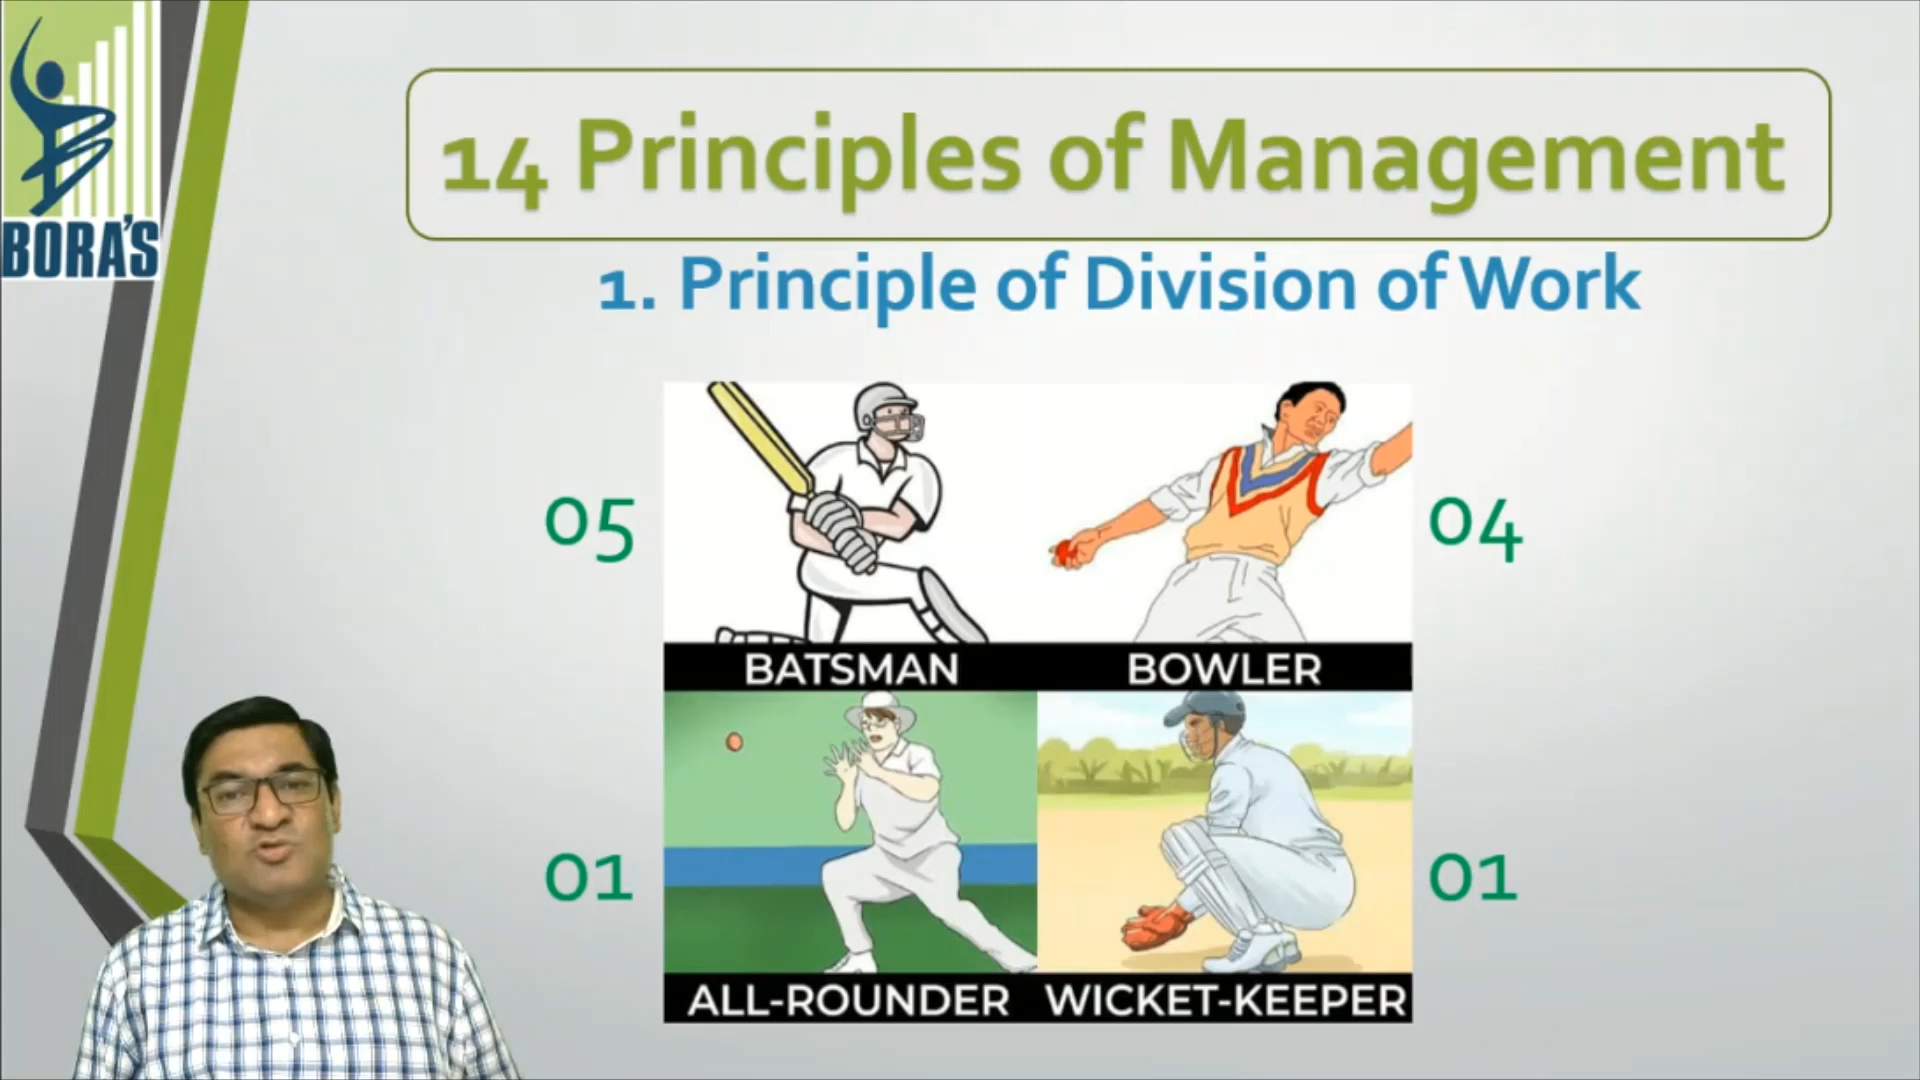 BORA'S
14 Principles of Management
1. Principle of Division of Work
05
04
BATSMAN
BOWLER
01
01
ALL-ROUNDER
WICKET-KEEPER